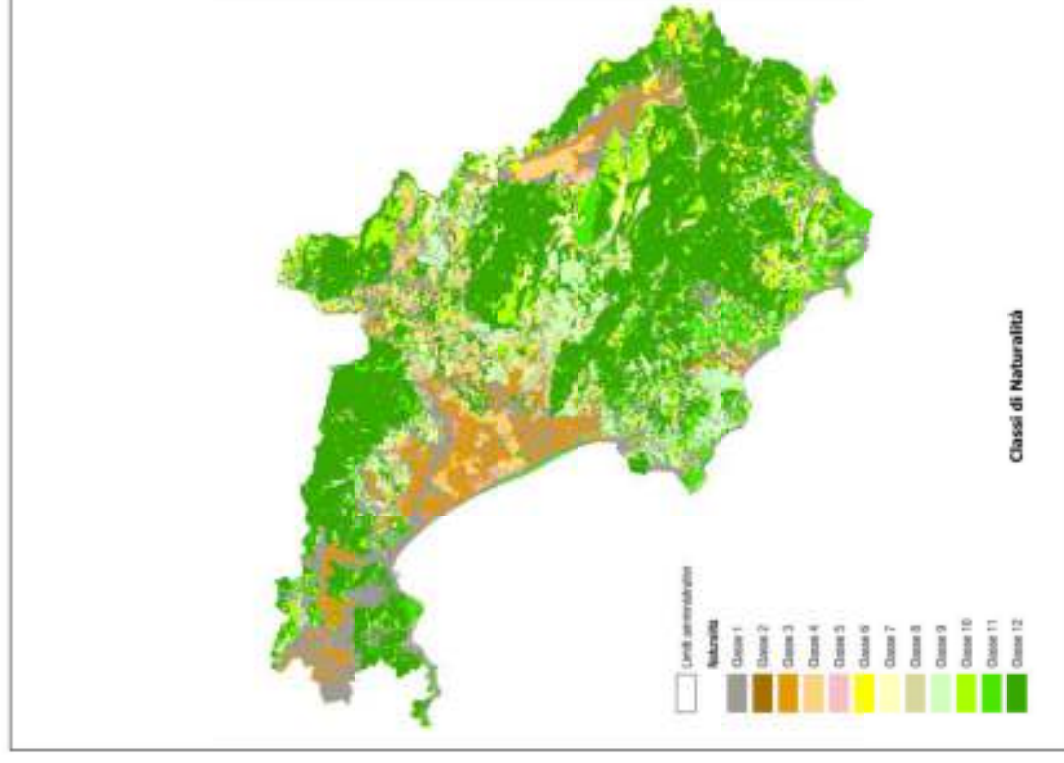 Classi di Naturalità
Limiti amministrativi
Naturalità
Classe 1
Classe 2
Classe 3
Classe 4
Classe 5
Classe 6
Classe 7
Classe 8
Classe 9
Classe 10
Classe 11
Classe 12